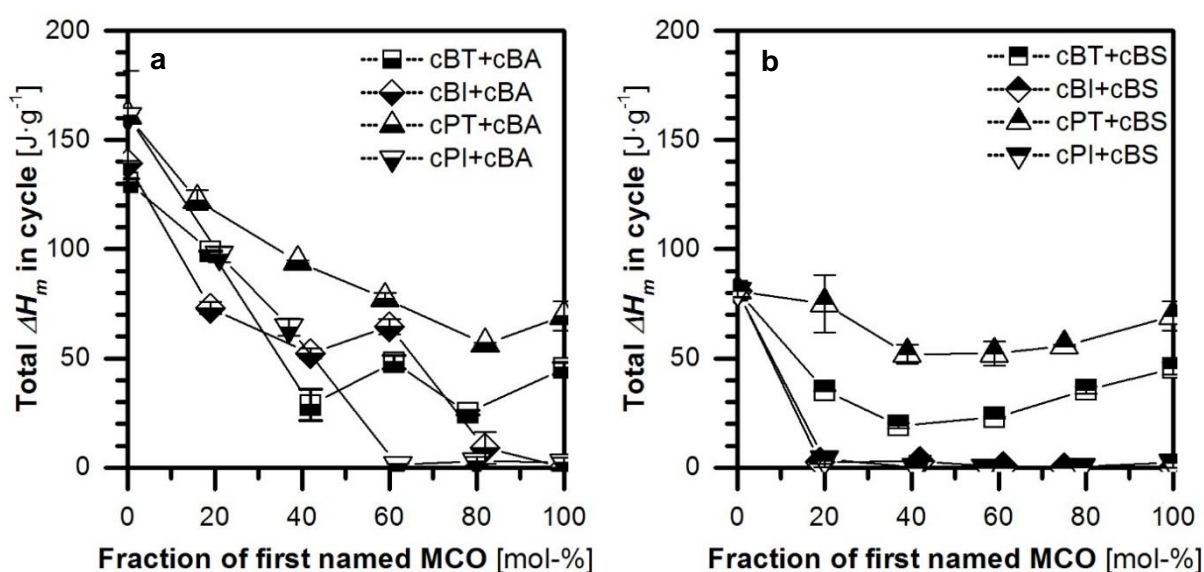 a
cBT+cBA
cBI+cBA
cPT+cBA
cPI+cBA
Total ΔHm in cycle [J·g-1]
200
150
100
50
0
0 20 40 60 80 100
Fraction of first named MCO [mol-%]
b
cBT+cBS
cBI+cBS
cPT+cBS
cPI+cBS
Total ΔHm in cycle [J·g-1]
200
150
100
50
0
0 20 40 60 80 100
Fraction of first named MCO [mol-%]